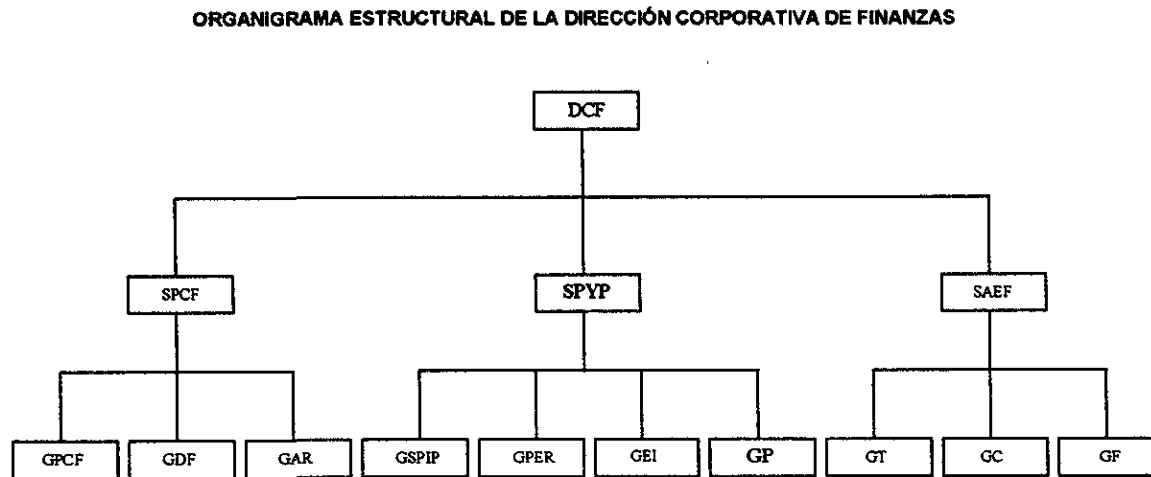 ORGANIGRAMA ESTRUCTURAL DE LA DIRECCIÓN CORPORATIVA DE FINANZAS
DCF
SPCF SPYP SAEF
GPCF GDF GAR GSPIP GPER GEI GP GT GC GF